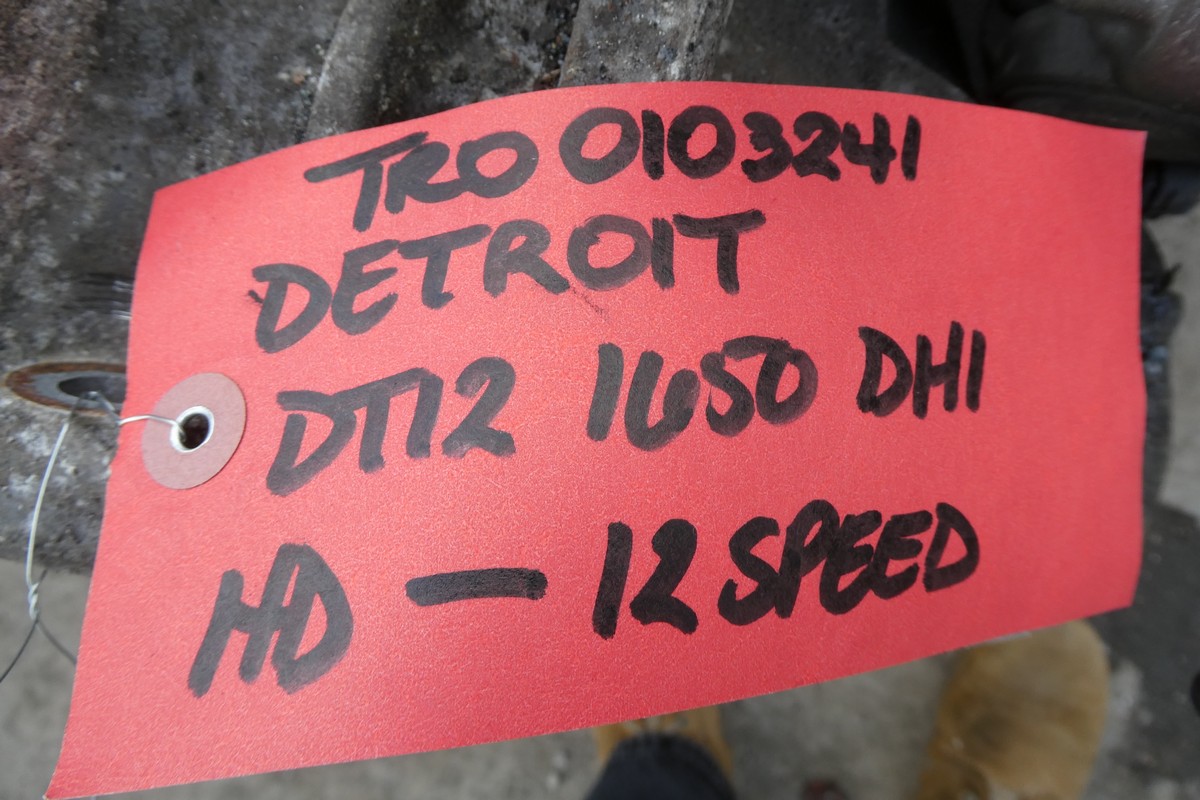 TRO 0103241
DETROIT
DT12 1650 DHI
HD — 12 SPEED